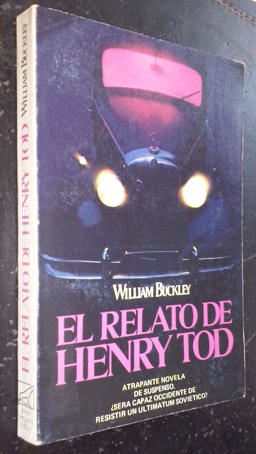 WILLIAM BUCKLEY
EL RELATO DE
HENRY TOD
ATRAPANTE NOVELA
DE SUSPENSO.
¿SERA CAPAZ OCCIDENTE DE
RESISTIR UN ULTIMATUM SOVIETICO?
EL RELATO DE HENRY TOD WILLIAM BUCKLEY